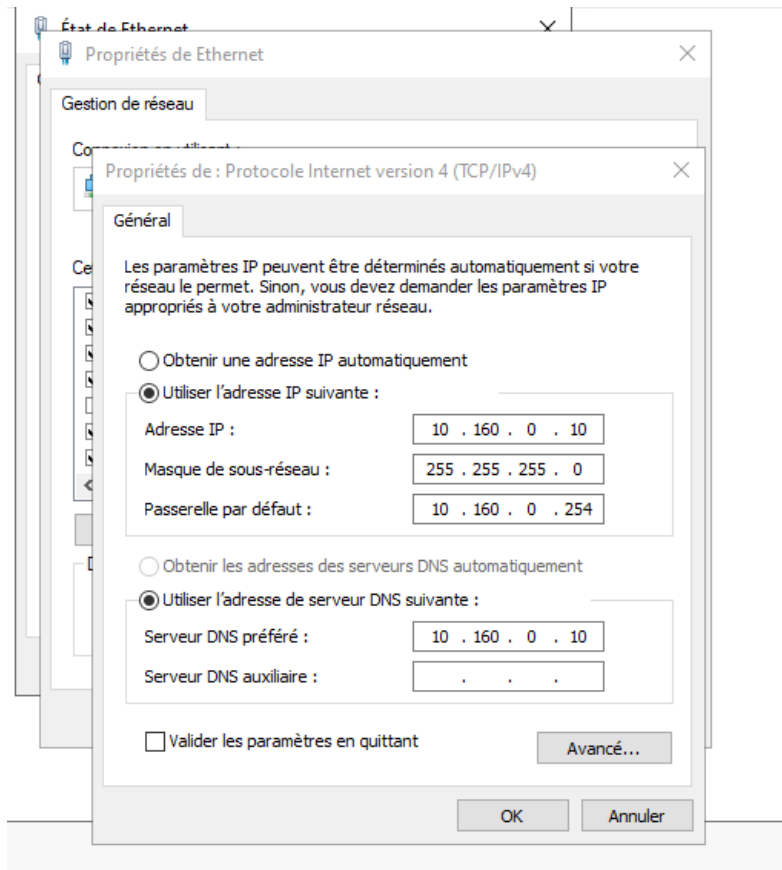 État de Ethernet
Propriétés de Ethernet
Gestion de réseau
Propriétés de : Protocole Internet version 4 (TCP/IPv4)
Général
Les paramètres IP peuvent être déterminés automatiquement si votre
réseau le permet. Sinon, vous devez demander les paramètres IP
appropriés à votre administrateur réseau.
Obtenir une adresse IP automatiquement
Utiliser l'adresse IP suivante :
Adresse IP : 10 . 160 . 0 . 10
Masque de sous-réseau : 255 . 255 . 255 . 0
Passerelle par défaut : 10 . 160 . 0 . 254
Obtenir les adresses des serveurs DNS automatiquement
Utiliser l'adresse de serveur DNS suivante :
Serveur DNS préféré : 10 . 160 . 0 . 10
Serveur DNS auxiliaire : . . .
Valider les paramètres en quittant
Avancé...
OK Annuler